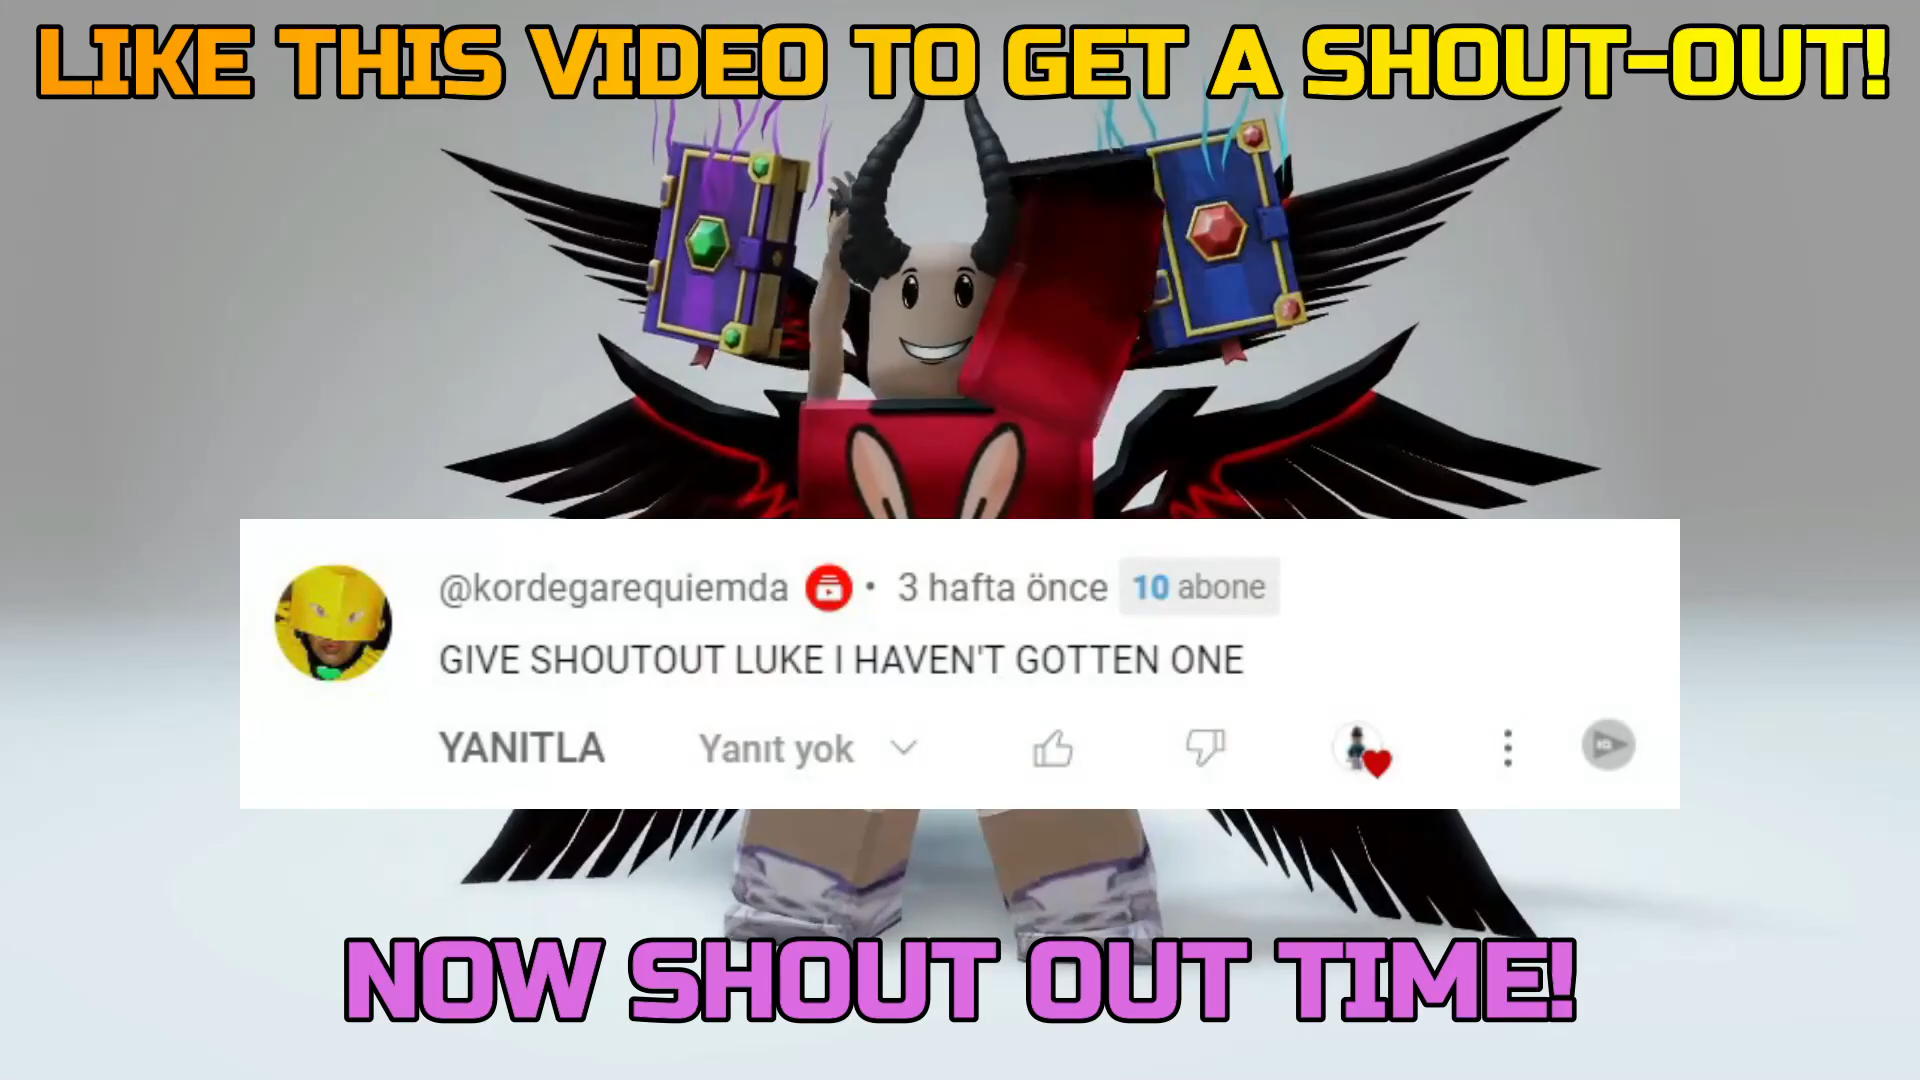 LIKE THIS VIDEO TO GET A SHOUT-OUT!
@kordegarequiemda • 3 hafta önce 10 abone
GIVE SHOUTOUT LUKE I HAVEN'T GOTTEN ONE
YANITLA Yanıt yok
NOW SHOUT OUT TIME!